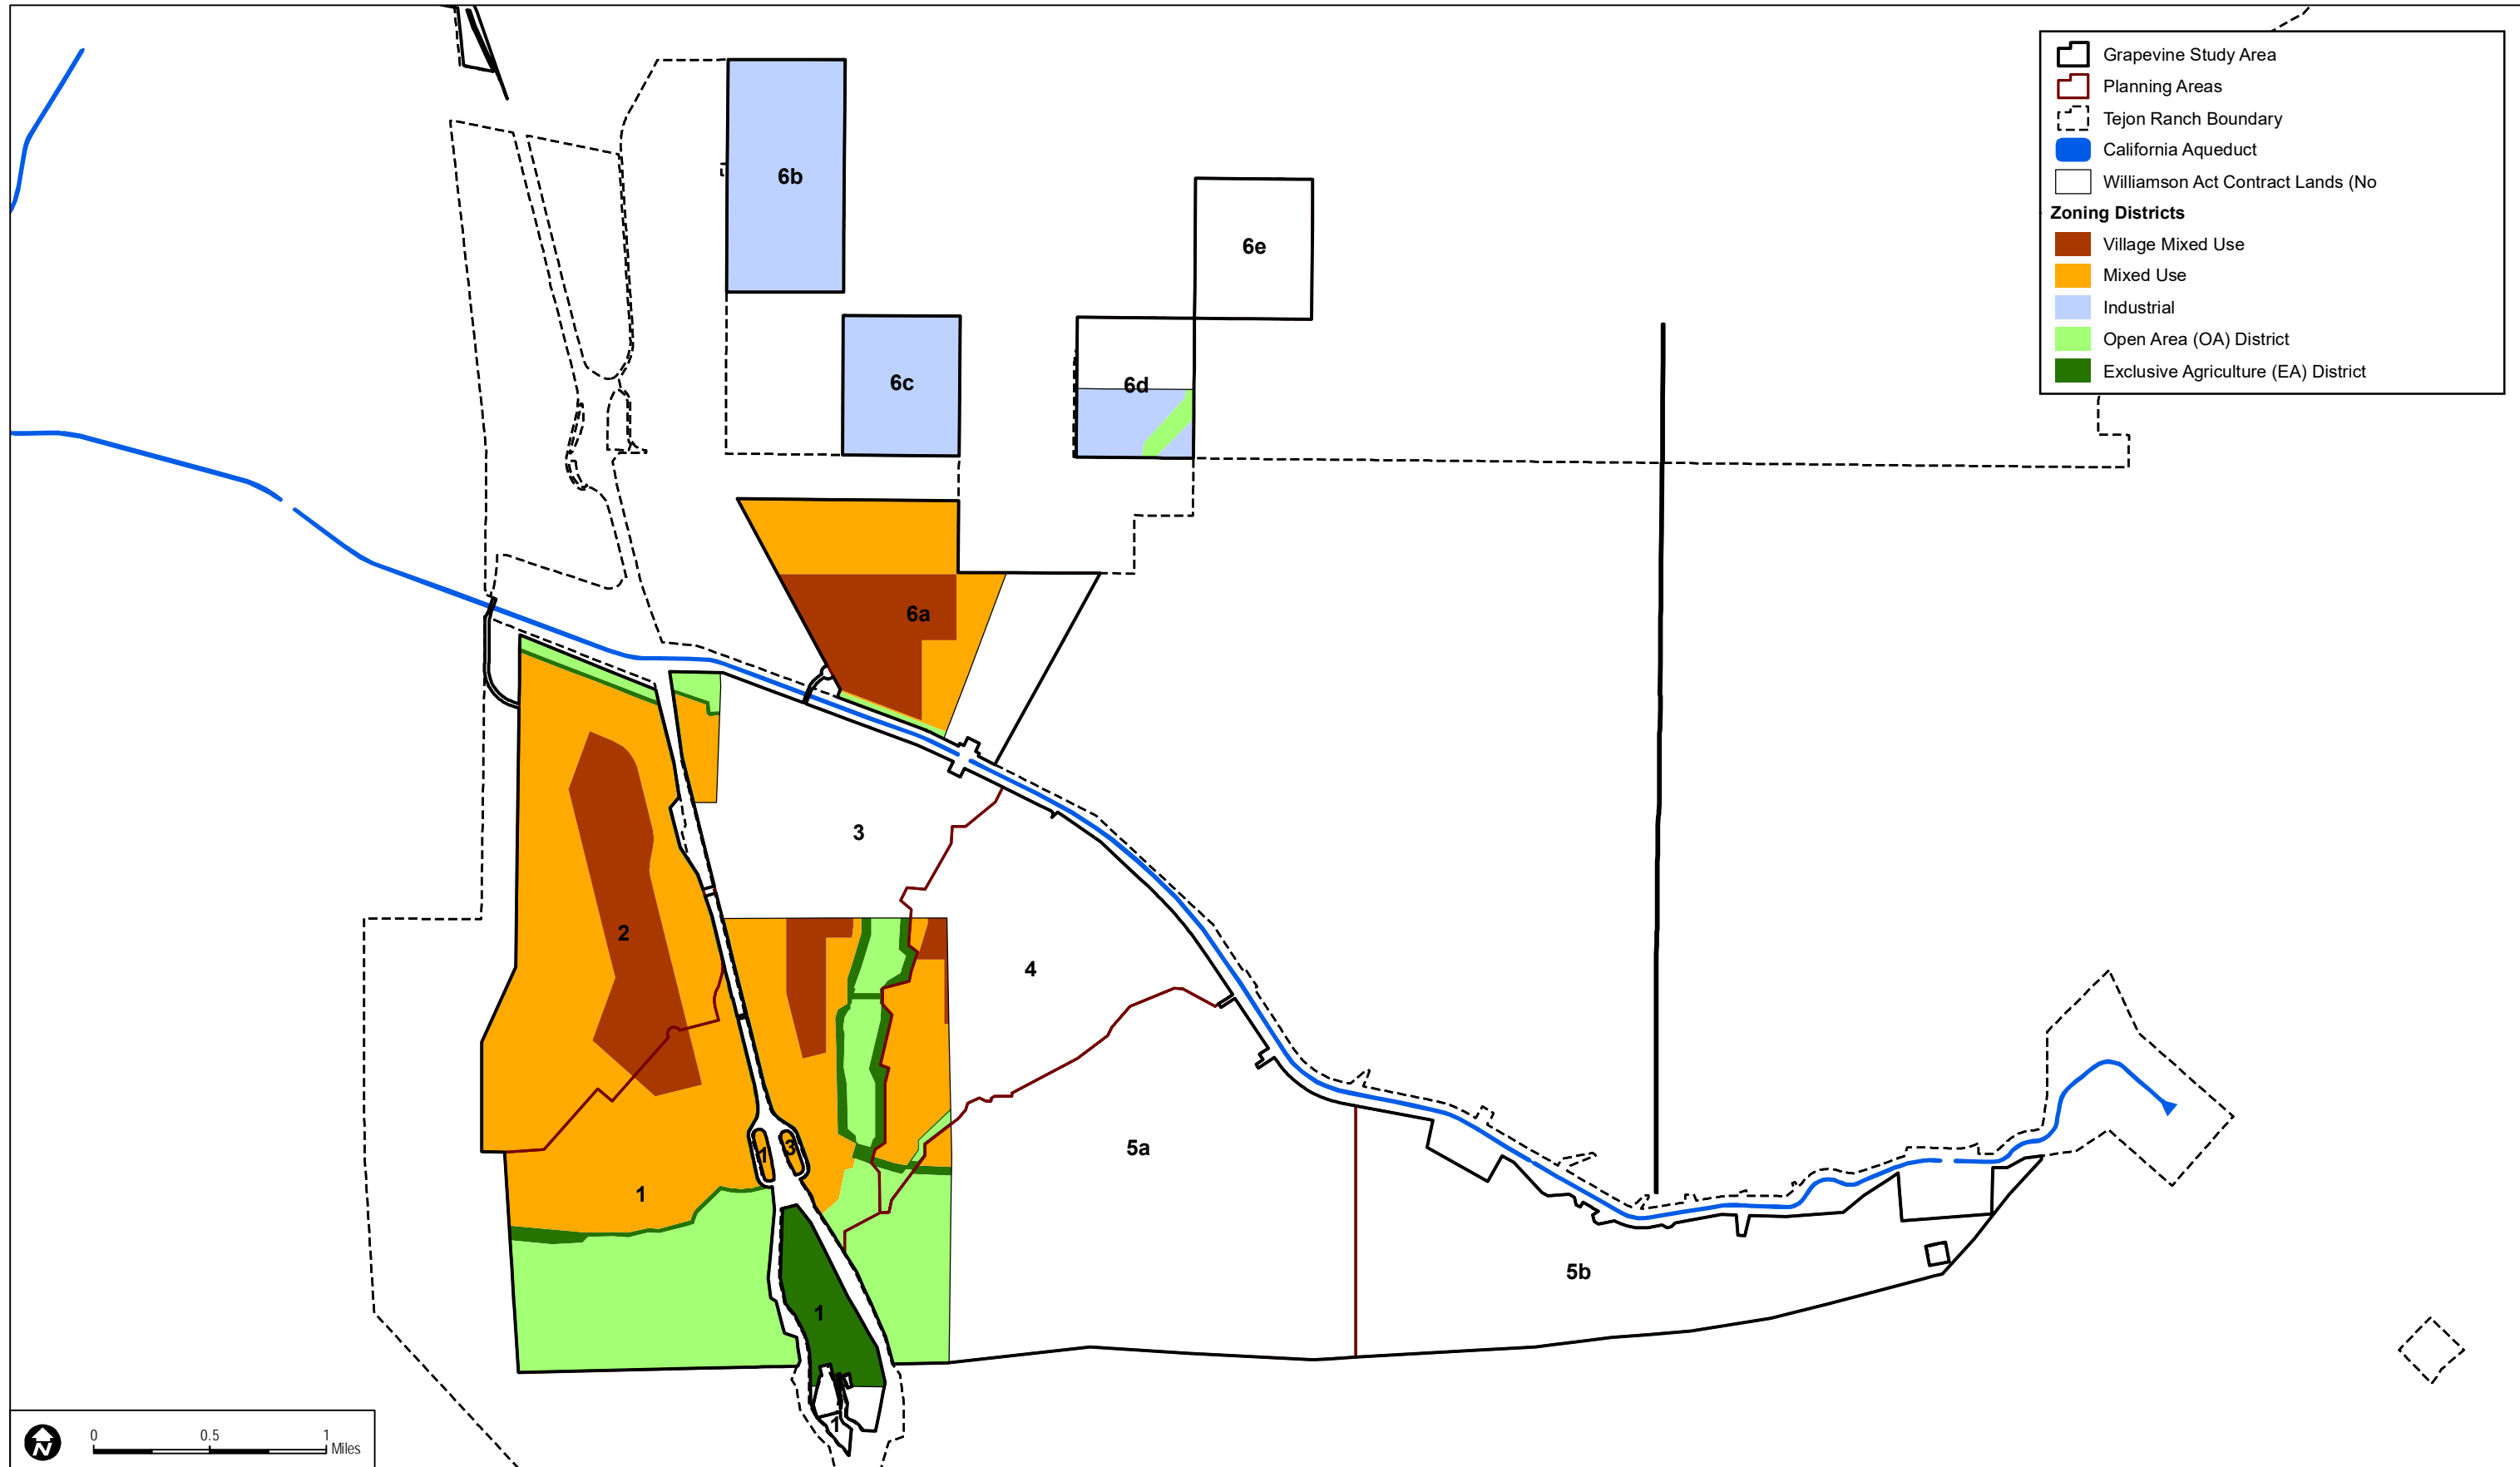 Grapevine Study Area
Planning Areas
Tejon Ranch Boundary
California Aqueduct
Williamson Act Contract Lands (No
Zoning Districts
Village Mixed Use
Mixed Use
Industrial
Open Area (OA) District
Exclusive Agriculture (EA) District
6b
6e
6c
6d
6a
3
2
4
5a
1
3
1
5b
1
1
N
0
0.5
1
Miles